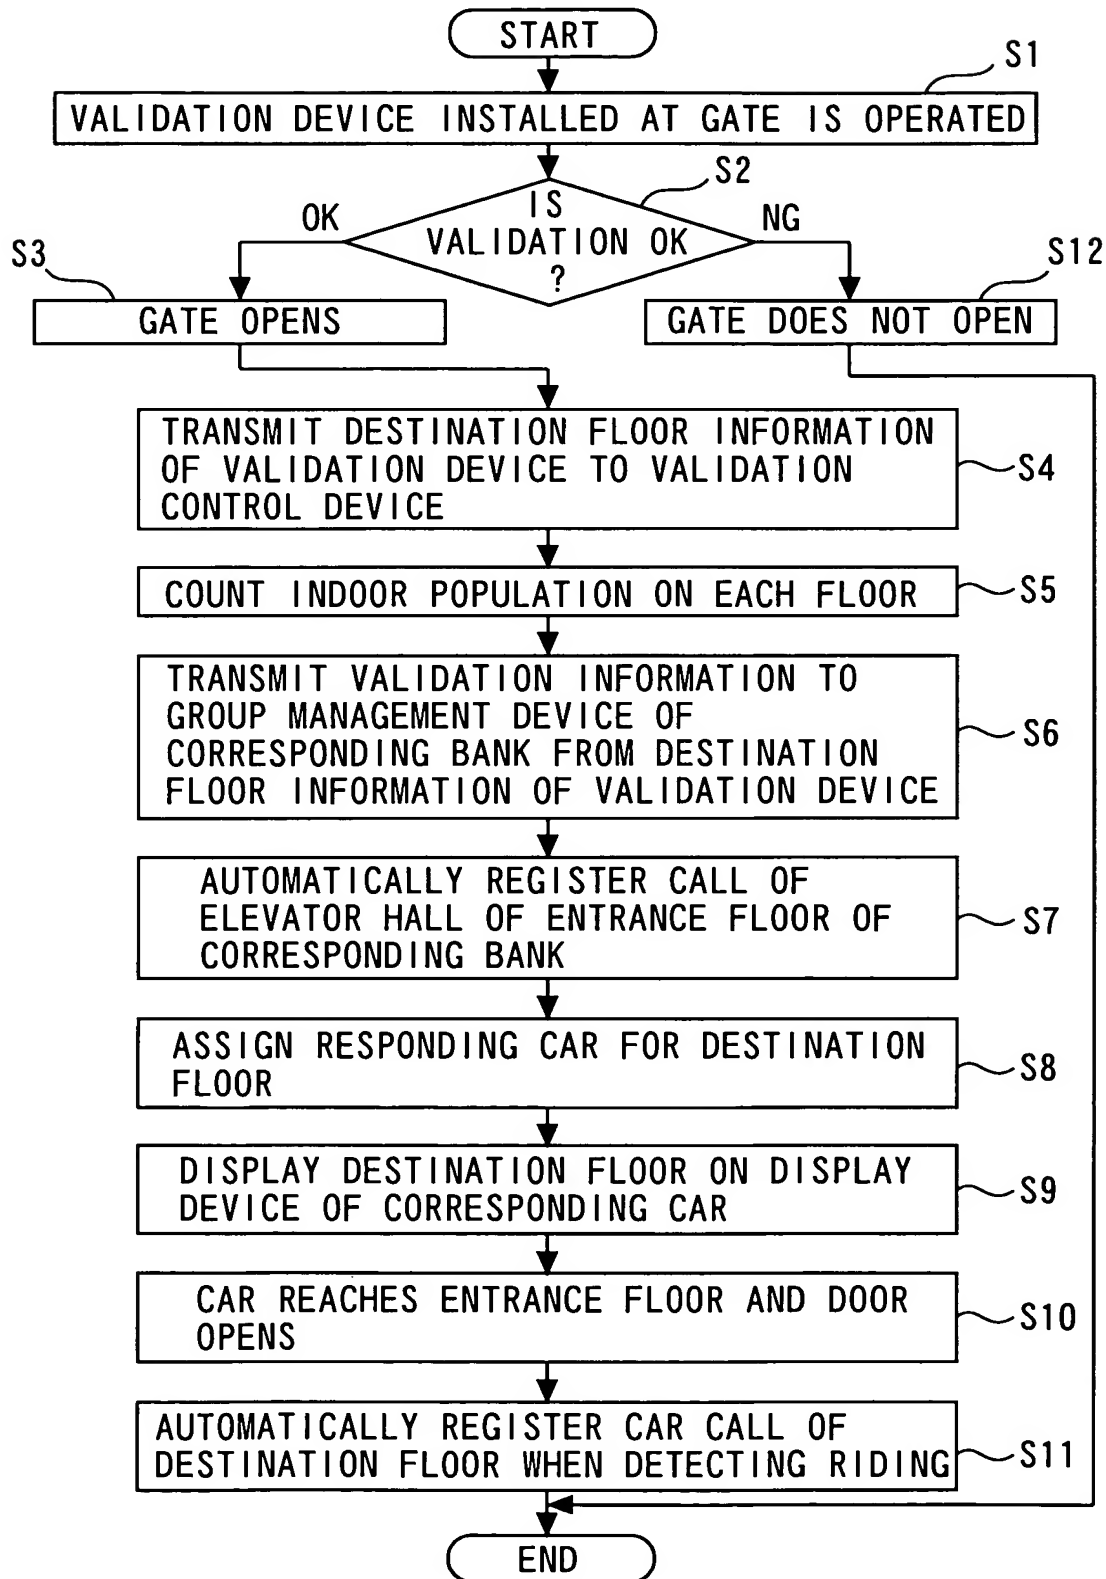 START
S1
VALIDATION DEVICE INSTALLED AT GATE IS OPERATED
S2
IS
VALIDATION OK
?
OK
NG
S3
GATE OPENS
S12
GATE DOES NOT OPEN
TRANSMIT DESTINATION FLOOR INFORMATION
OF VALIDATION DEVICE TO VALIDATION
CONTROL DEVICE
S4
COUNT INDOOR POPULATION ON EACH FLOOR
S5
TRANSMIT VALIDATION INFORMATION TO
GROUP MANAGEMENT DEVICE OF
CORRESPONDING BANK FROM DESTINATION
FLOOR INFORMATION OF VALIDATION DEVICE
S6
AUTOMATICALLY REGISTER CALL OF
ELEVATOR HALL OF ENTRANCE FLOOR OF
CORRESPONDING BANK
S7
ASSIGN RESPONDING CAR FOR DESTINATION
FLOOR
S8
DISPLAY DESTINATION FLOOR ON DISPLAY
DEVICE OF CORRESPONDING CAR
S9
CAR REACHES ENTRANCE FLOOR AND DOOR
OPENS
S10
AUTOMATICALLY REGISTER CAR CALL OF
DESTINATION FLOOR WHEN DETECTING RIDING
S11
END